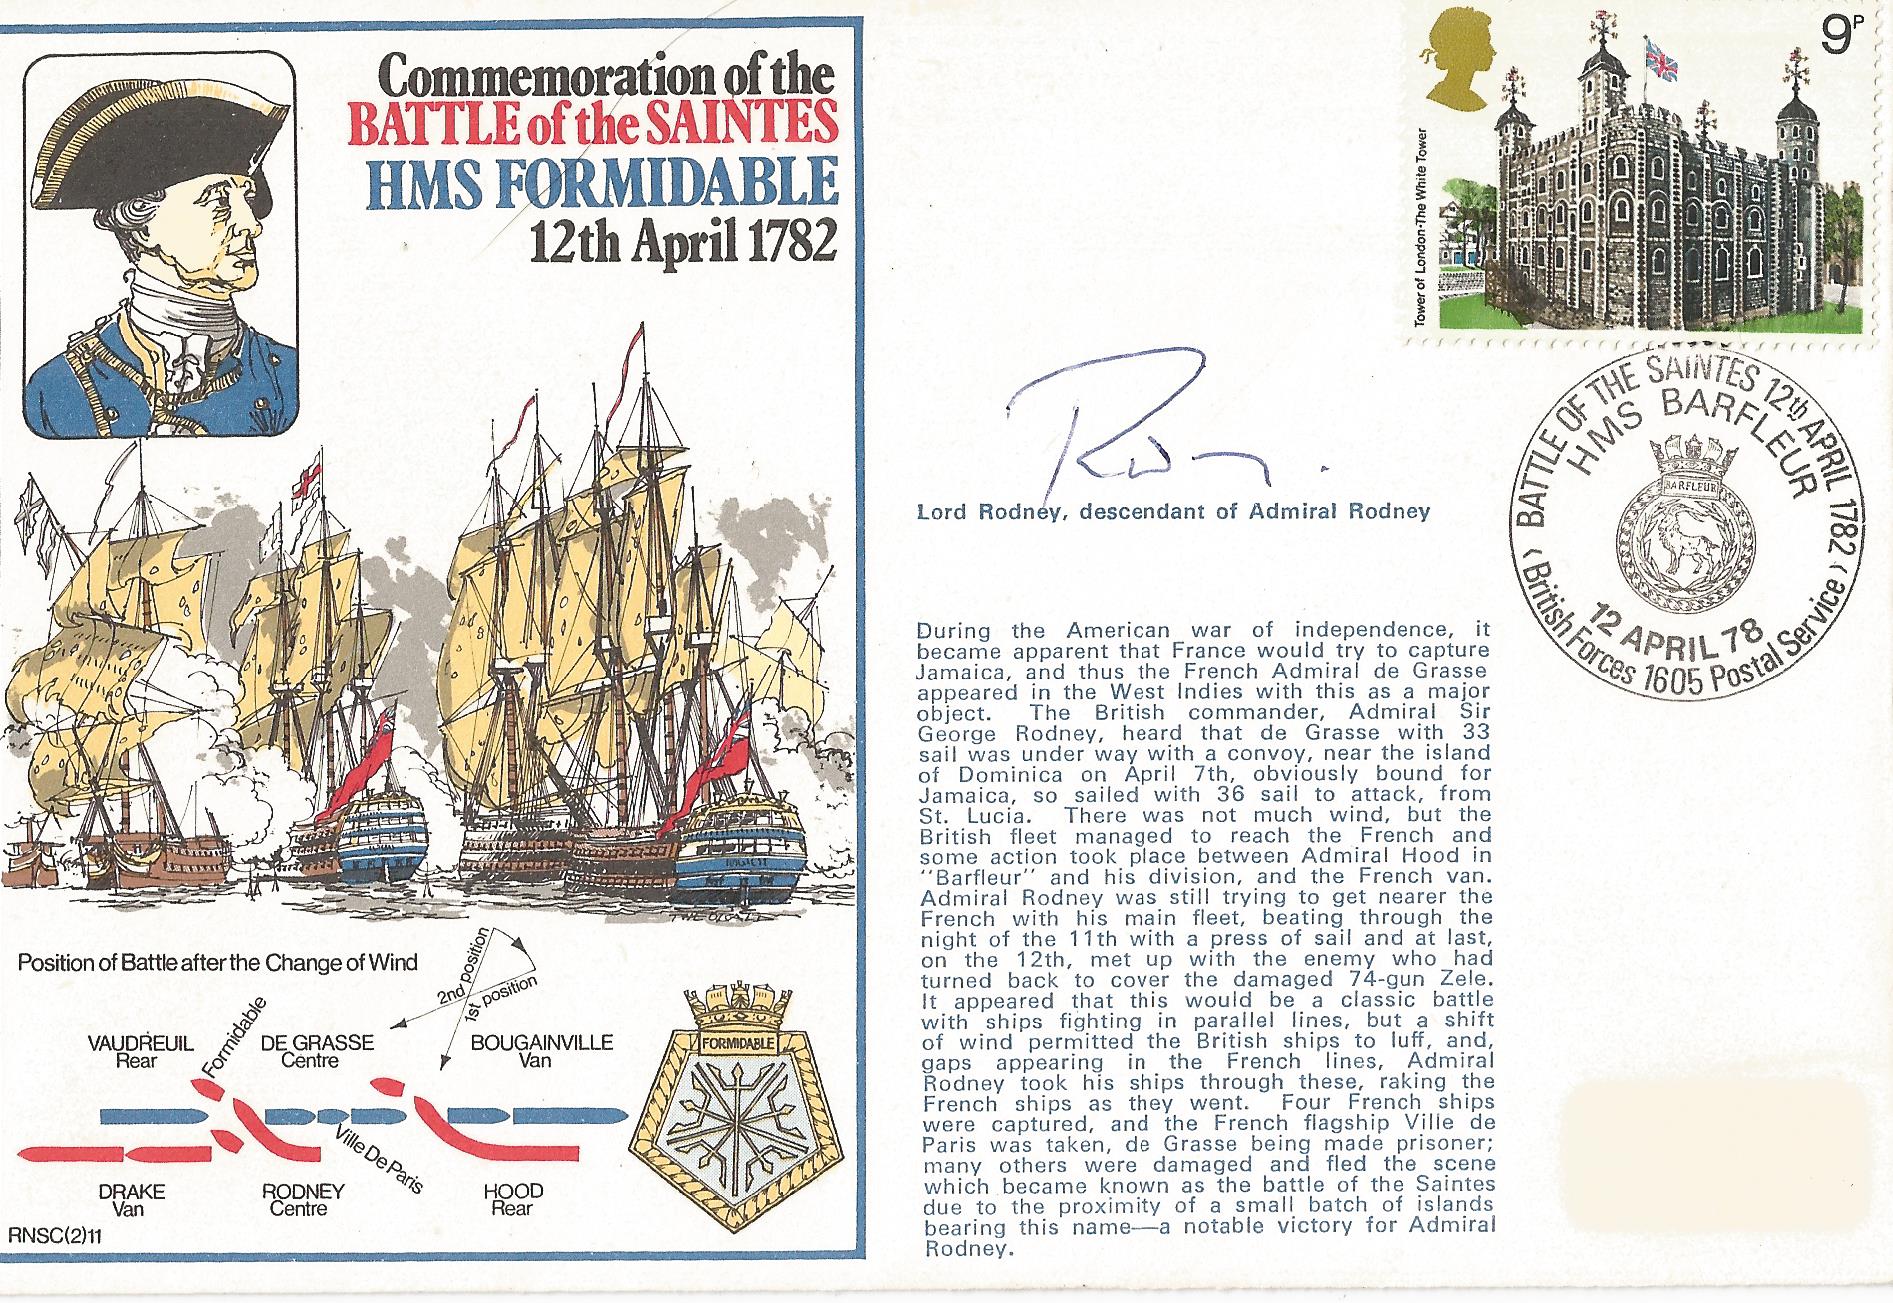 Commemoration of the
BATTLE of the SAINTES
HMS FORMIDABLE
12th April 1782
Position of Battle after the Change of Wind
2nd position
1st position
Formidable
VAUDREUIL
Rear
DE GRASSE
Centre
BOUGAINVILLE
Van
Ville De Paris
DRAKE
Van
RODNEY
Centre
HOOD
Rear
FORMIDABLE
RNSC(2)11
9P
Tower of London-The White Tower
Rodney.
Lord Rodney, descendant of Admiral Rodney
BATTLE OF THE SAINTES 12th APRIL 1782
HMS BARFLEUR
BARFLEUR
12 APRIL 78
British Forces 1605 Postal Service
During the American war of independence, it
became apparent that France would try to capture
Jamaica, and thus the French Admiral de Grasse
appeared in the West Indies with this as a major
object. The British commander, Admiral Sir
George Rodney, heard that de Grasse with 33
sail was under way with a convoy, near the island
of Dominica on April 7th, obviously bound for
Jamaica, so sailed with 36 sail to attack, from
St. Lucia. There was not much wind, but the
British fleet managed to reach the French and
some action took place between Admiral Hood in
"Barfleur" and his division, and the French van.
Admiral Rodney was still trying to get nearer the
French with his main fleet, beating through the
night of the 11th with a press of sail and at last,
on the 12th, met up with the enemy who had
turned back to cover the damaged 74-gun Zele.
It appeared that this would be a classic battle
with ships fighting in parallel lines, but a shift
of wind permitted the British ships to luff, and,
gaps appearing in the French lines, Admiral
Rodney took his ships through these, raking the
French ships as they went. Four French ships
were captured, and the French flagship Ville de
Paris was taken, de Grasse being made prisoner;
many others were damaged and fled the scene
which became known as the battle of the Saintes
due to the proximity of a small batch of islands
bearing this name—a notable victory for Admiral
Rodney.